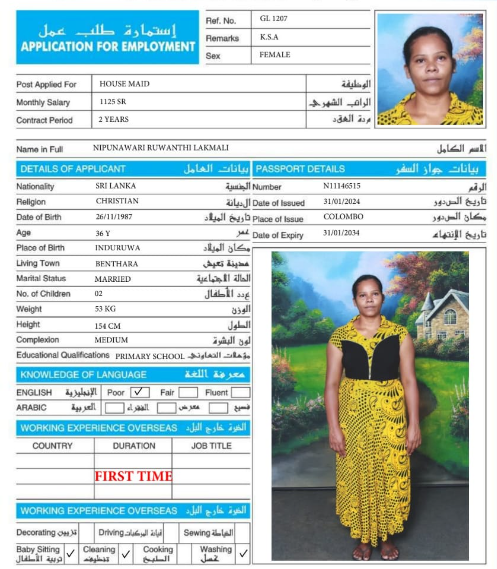 إستمارة طلب عمل
APPLICATION FOR EMPLOYMENT
Ref. No. GL 1207
Remarks K.S.A
Sex FEMALE
Post Applied For HOUSE MAID الوظيفة
Monthly Salary 1125 SR الراتب الشهري
Contract Period 2 YEARS مدة العقد
Name in Full NIPUNAWARI RUWANTHI LAKMALI الاسم الكامل
DETAILS OF APPLICANT بيانات العامل PASSPORT DETAILS بيانات جواز السفر
Nationality SRI LANKA الجنسية Number N11146515 الرقم
Religion CHRISTIAN الديانة Date of Issued 31/01/2024 تاريخ الصدور
Date of Birth 26/11/1987 تاريخ الميلاد Place of Issue COLOMBO مكان الصدور
Age 36 Y عمر Date of Expiry 31/01/2034 تاريخ الإنتهاء
Place of Birth INDURUWA مكان الميلاد
Living Town BENTHARA مدينة تعيش
Marital Status MARRIED الحالة الاجتماعية
No. of Children 02 عدد الأطفال
Weight 53 KG الوزن
Height 154 CM الطول
Complexion MEDIUM لون البشرة
Educational Qualifications PRIMARY SCHOOL مؤهلات
KNOWLEDGE OF LANGUAGE معرفة اللغة
ENGLISH الإنجليزية Poor ✓ Fair Fluent
ARABIC العربية فصيح
WORKING EXPERIENCE OVERSEAS الخبرة خارج البلد
COUNTRY DURATION JOB TITLE
FIRST TIME
WORKING EXPERIENCE OVERSEAS الخبرة خارج البلد
Decorating تزيين Driving Sewing الخياطة
Baby Sitting تربية الأطفال ✓ Cleaning تنظيف ✓ Cooking الطبخ Washing غسل ✓